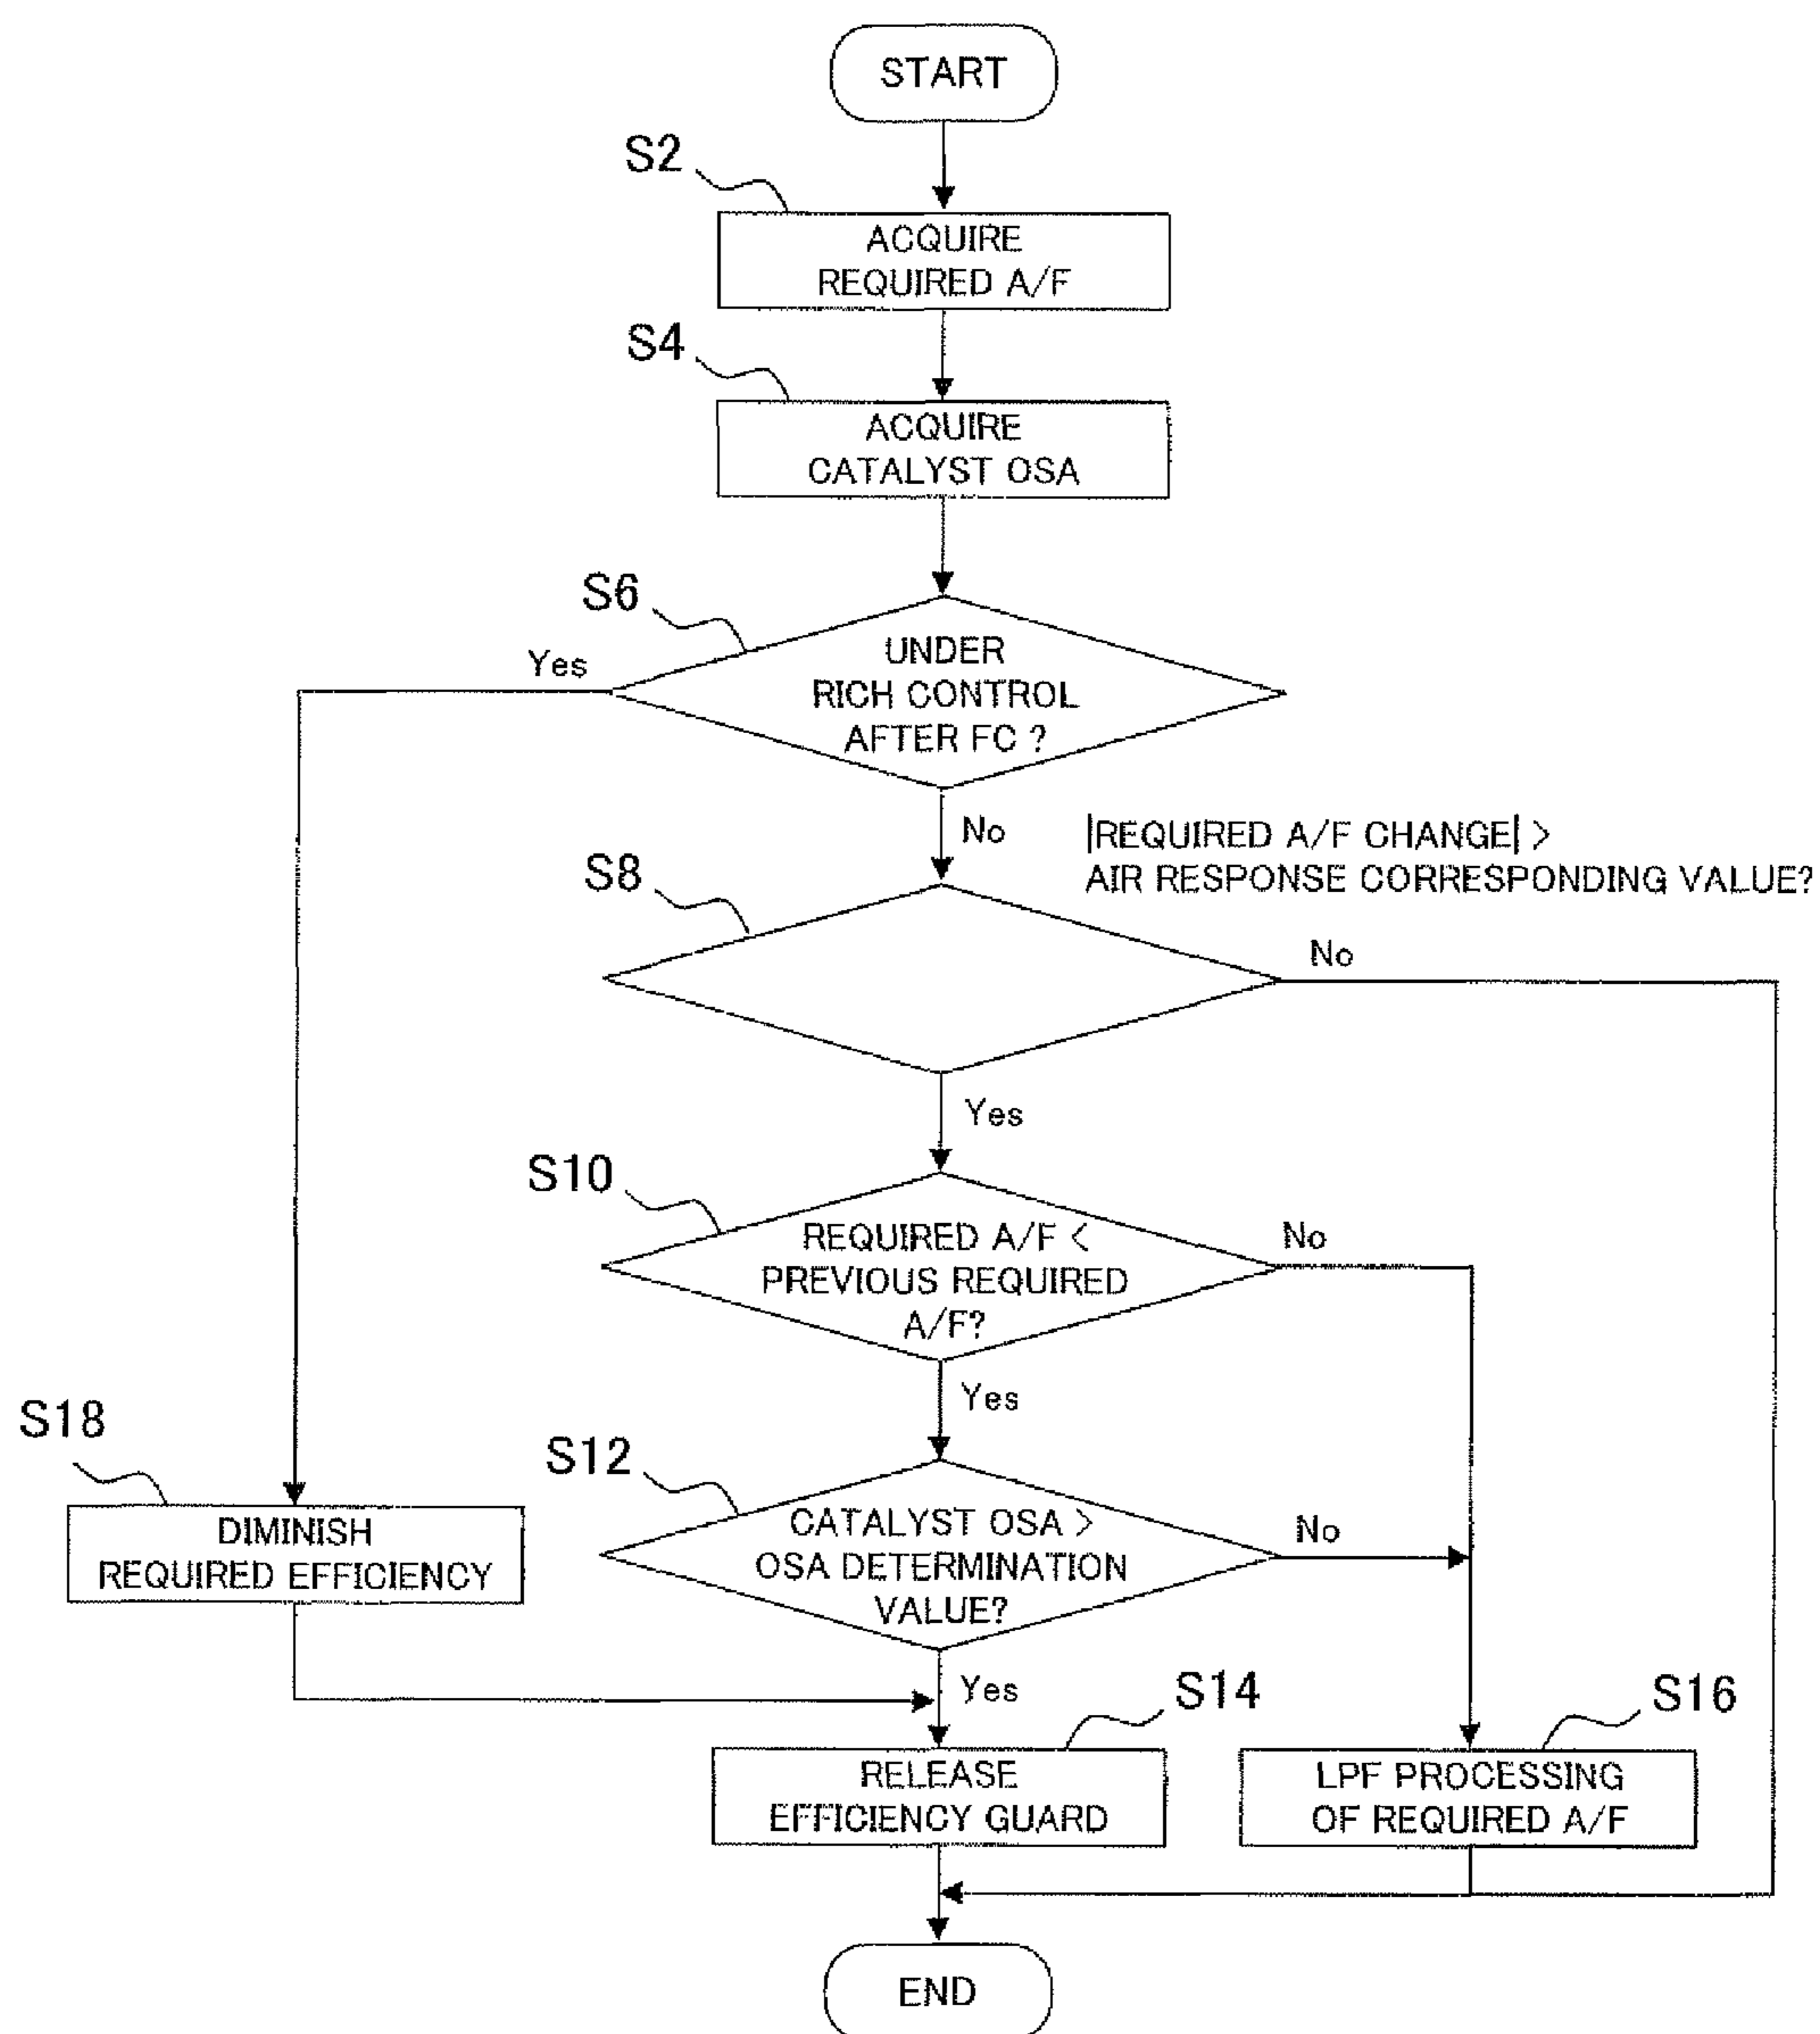 START
S2
ACQUIRE
REQUIRED A/F
S4
ACQUIRE
CATALYST OSA
S6
Yes
UNDER
RICH CONTROL
AFTER FC ?
No
|REQUIRED A/F CHANGE| >
AIR RESPONSE CORRESPONDING VALUE?
S8
No
Yes
S10
REQUIRED A/F <
PREVIOUS REQUIRED
A/F?
No
Yes
S18
S12
CATALYST OSA >
OSA DETERMINATION
VALUE?
No
DIMINISH
REQUIRED EFFICIENCY
Yes
S14
S16
RELEASE
EFFICIENCY GUARD
LPF PROCESSING
OF REQUIRED A/F
END